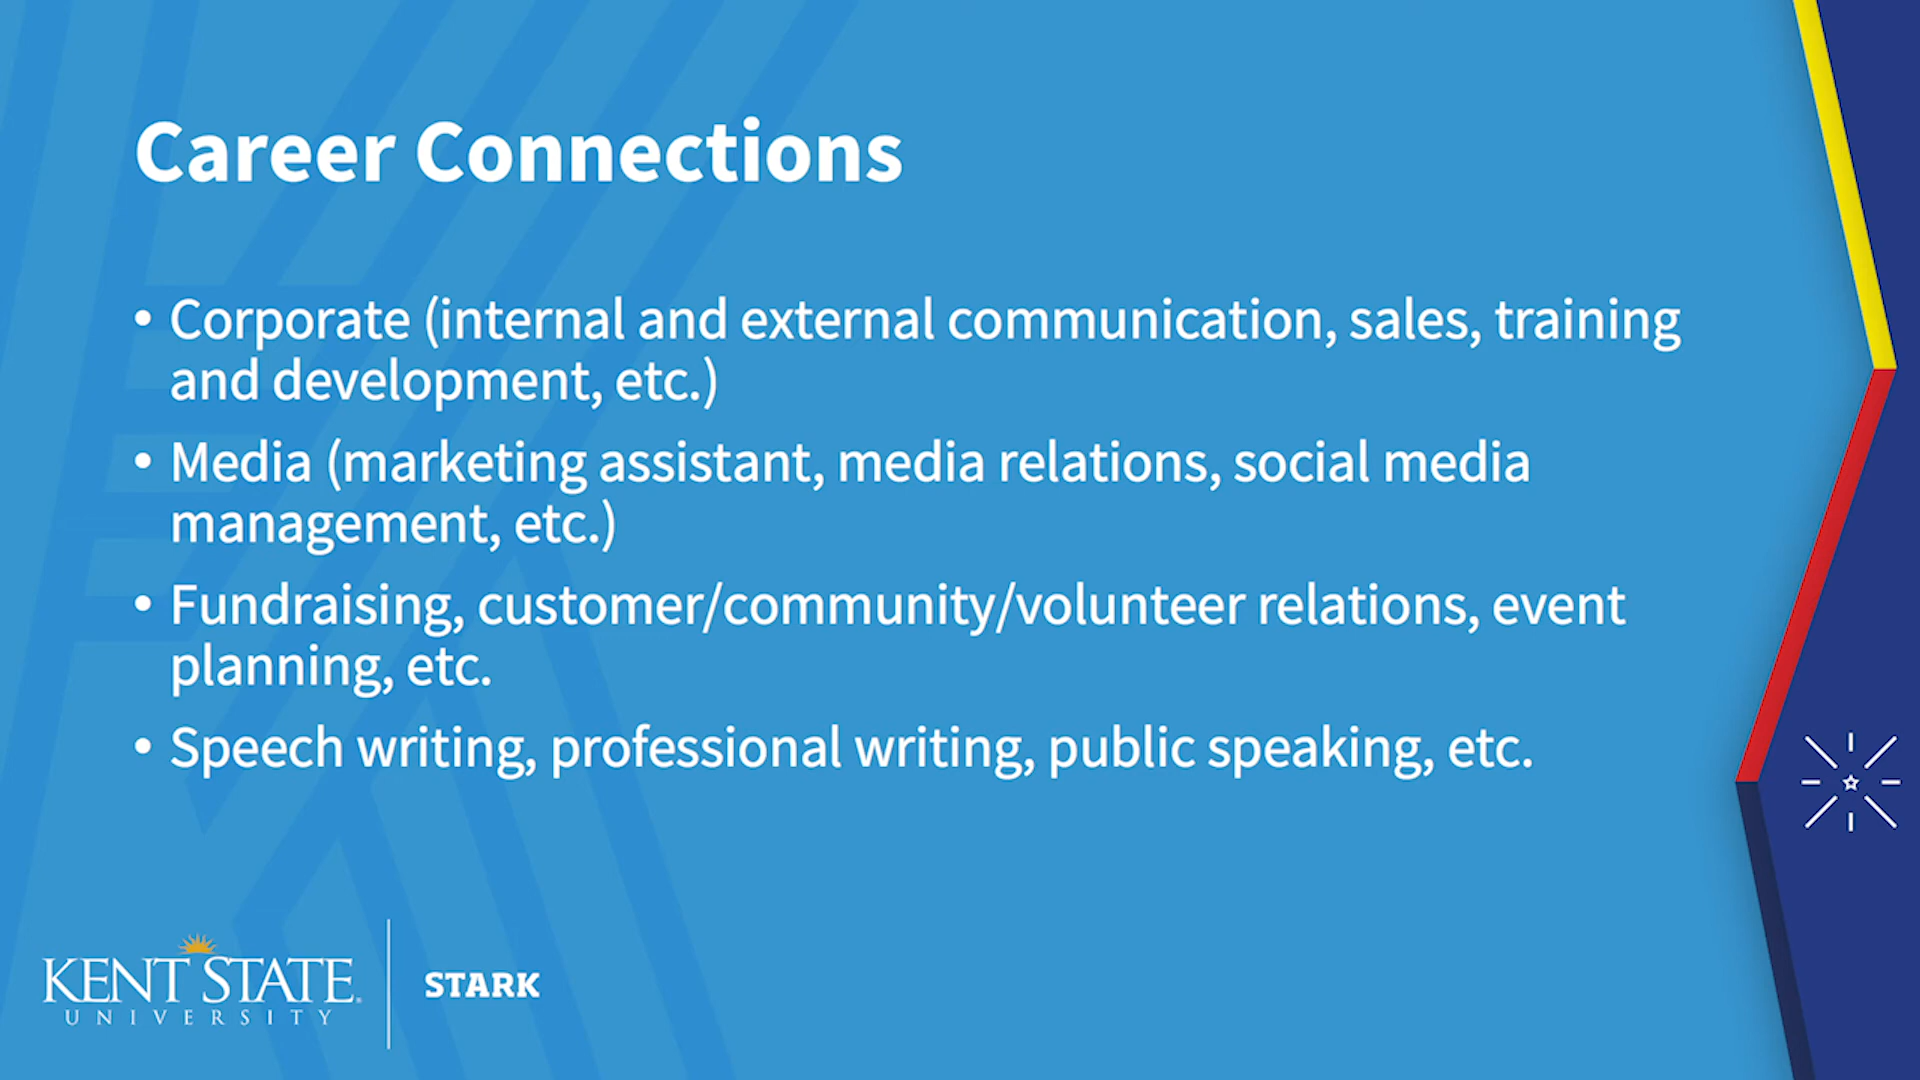 Career Connections
• Corporate (internal and external communication, sales, training
and development, etc.)
• Media (marketing assistant, media relations, social media
management, etc.)
• Fundraising, customer/community/volunteer relations, event
planning, etc.
• Speech writing, professional writing, public speaking, etc.
KENT STATE®
UNIVERSITY
STARK